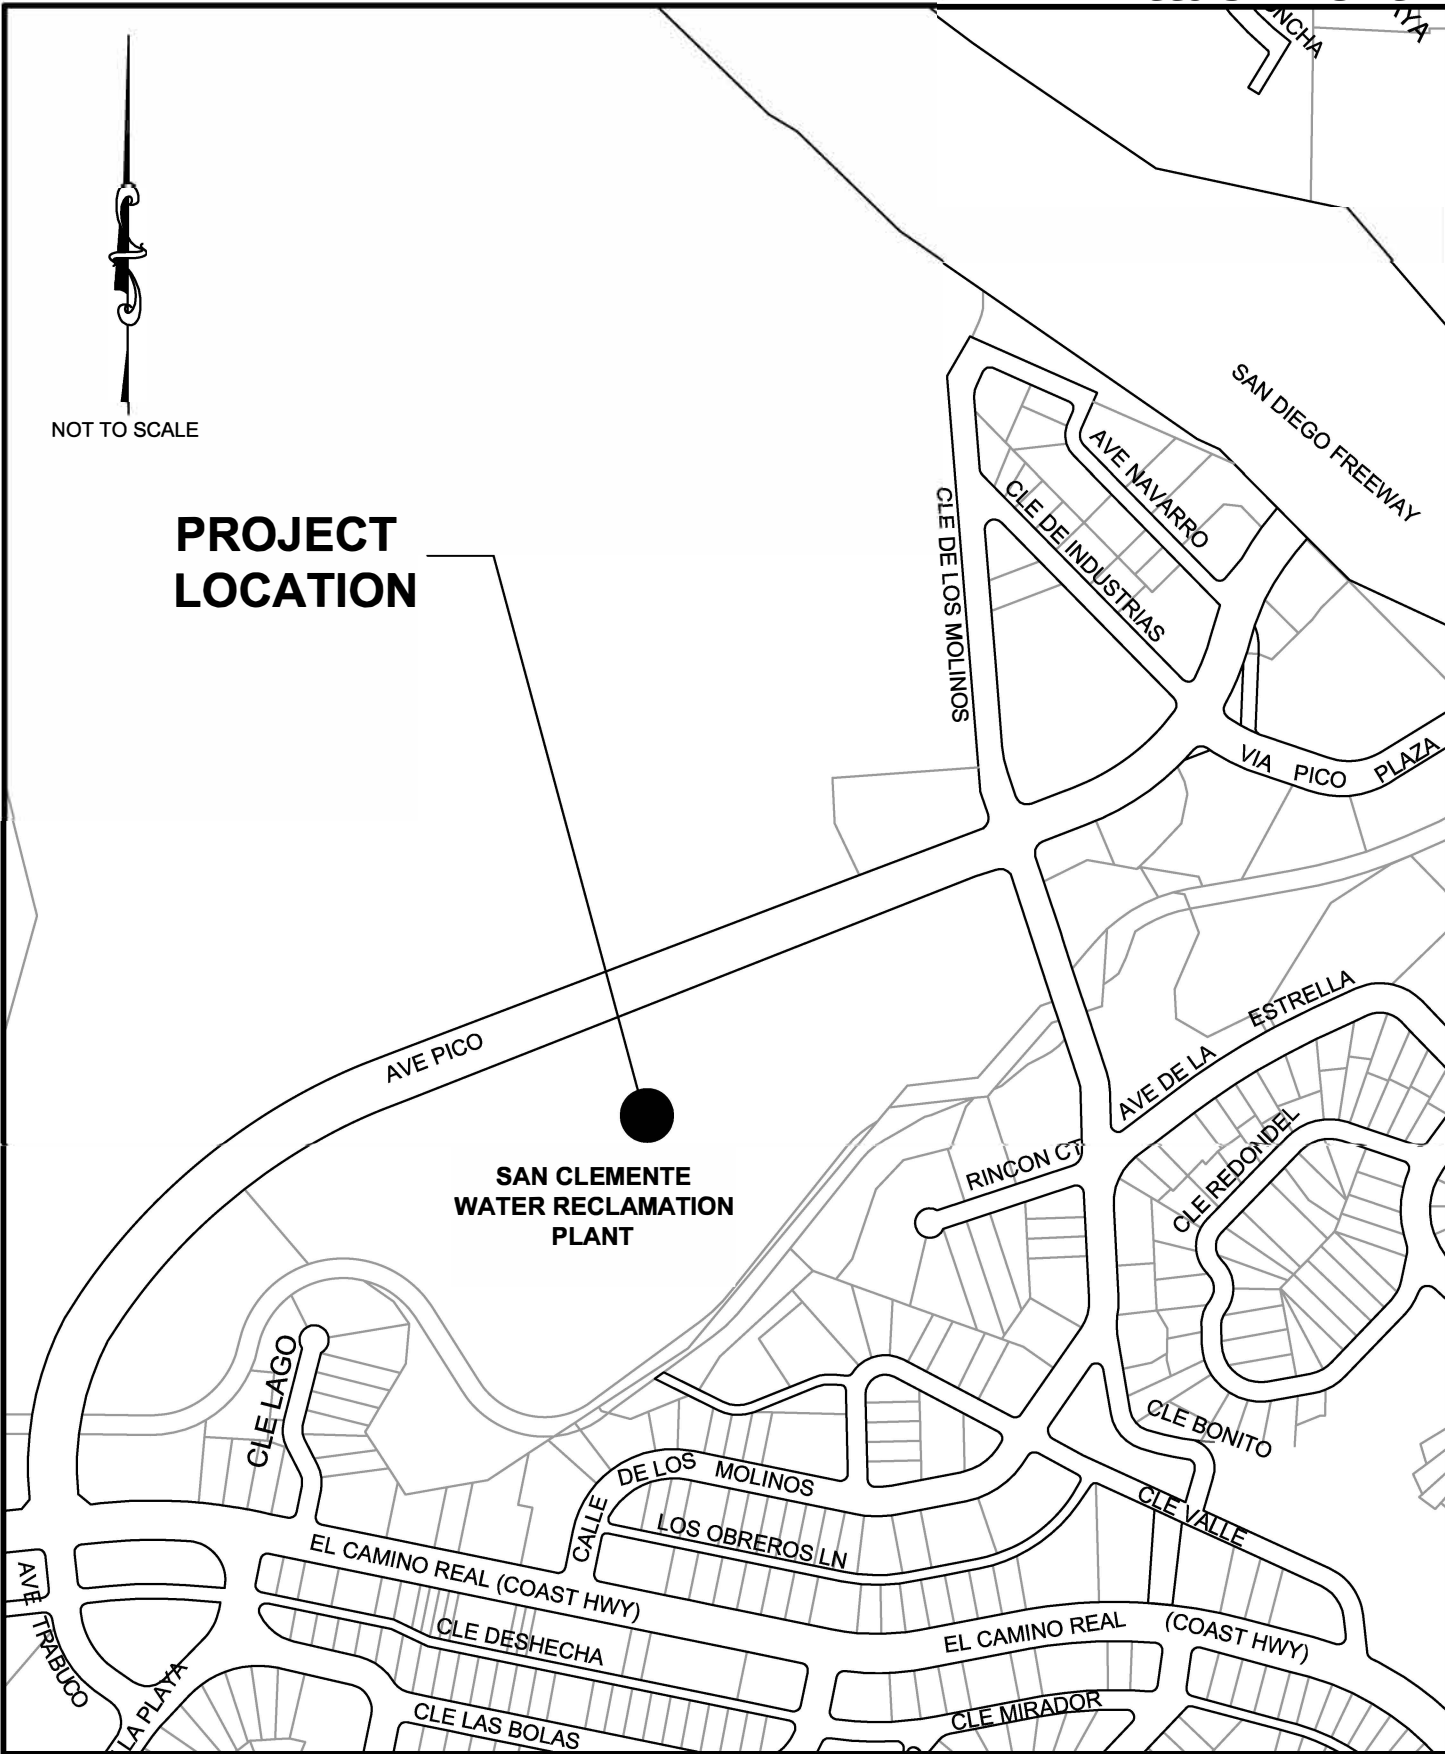 ONCHA
NOT TO SCALE
SAN DIEGO FREEWAY
AVE NAVARRO
CLE DE INDUSTRIAS
CLE DE LOS MOLINOS
PROJECT
LOCATION
VIA PICO PLAZA
AVE PICO
AVE DE LA ESTRELLA
CLE REDONDEL
RINCON CT
SAN CLEMENTE
WATER RECLAMATION
PLANT
CLE LAGO
CLE BONITO
CALLE DE LOS MOLINOS
CLE VALLE
LOS OBREROS LN
EL CAMINO REAL (COAST HWY)
AVE TRABUCO
CLE DESHECHA
EL CAMINO REAL (COAST HWY)
LA PLAYA
CLE LAS BOLAS
CLE MIRADOR